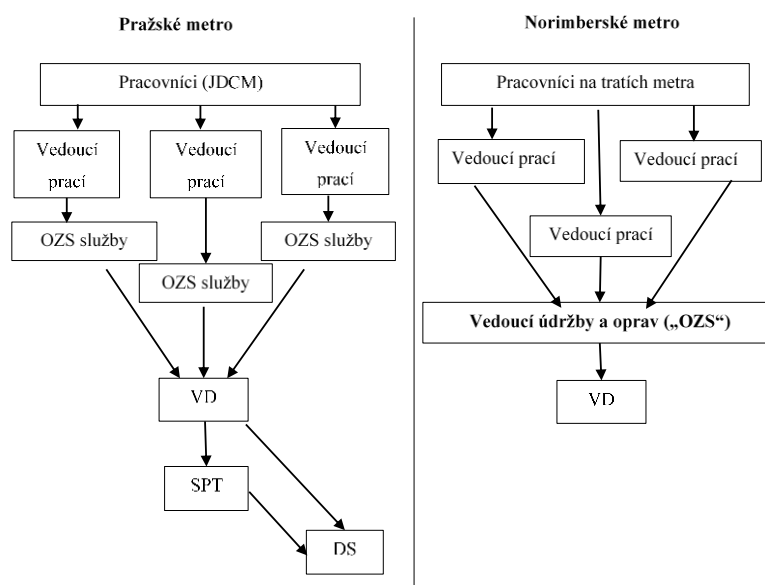 Pražské metro
Pracovníci (JDCM)
Vedoucí
prací
Vedoucí
prací
Vedoucí
prací
OZS služby
OZS služby
OZS služby
VD
SPT
DS
Norimberské metro
Pracovníci na tratích metra
Vedoucí prací
Vedoucí prací
Vedoucí prací
Vedoucí údržby a oprav („OZS“)
VD